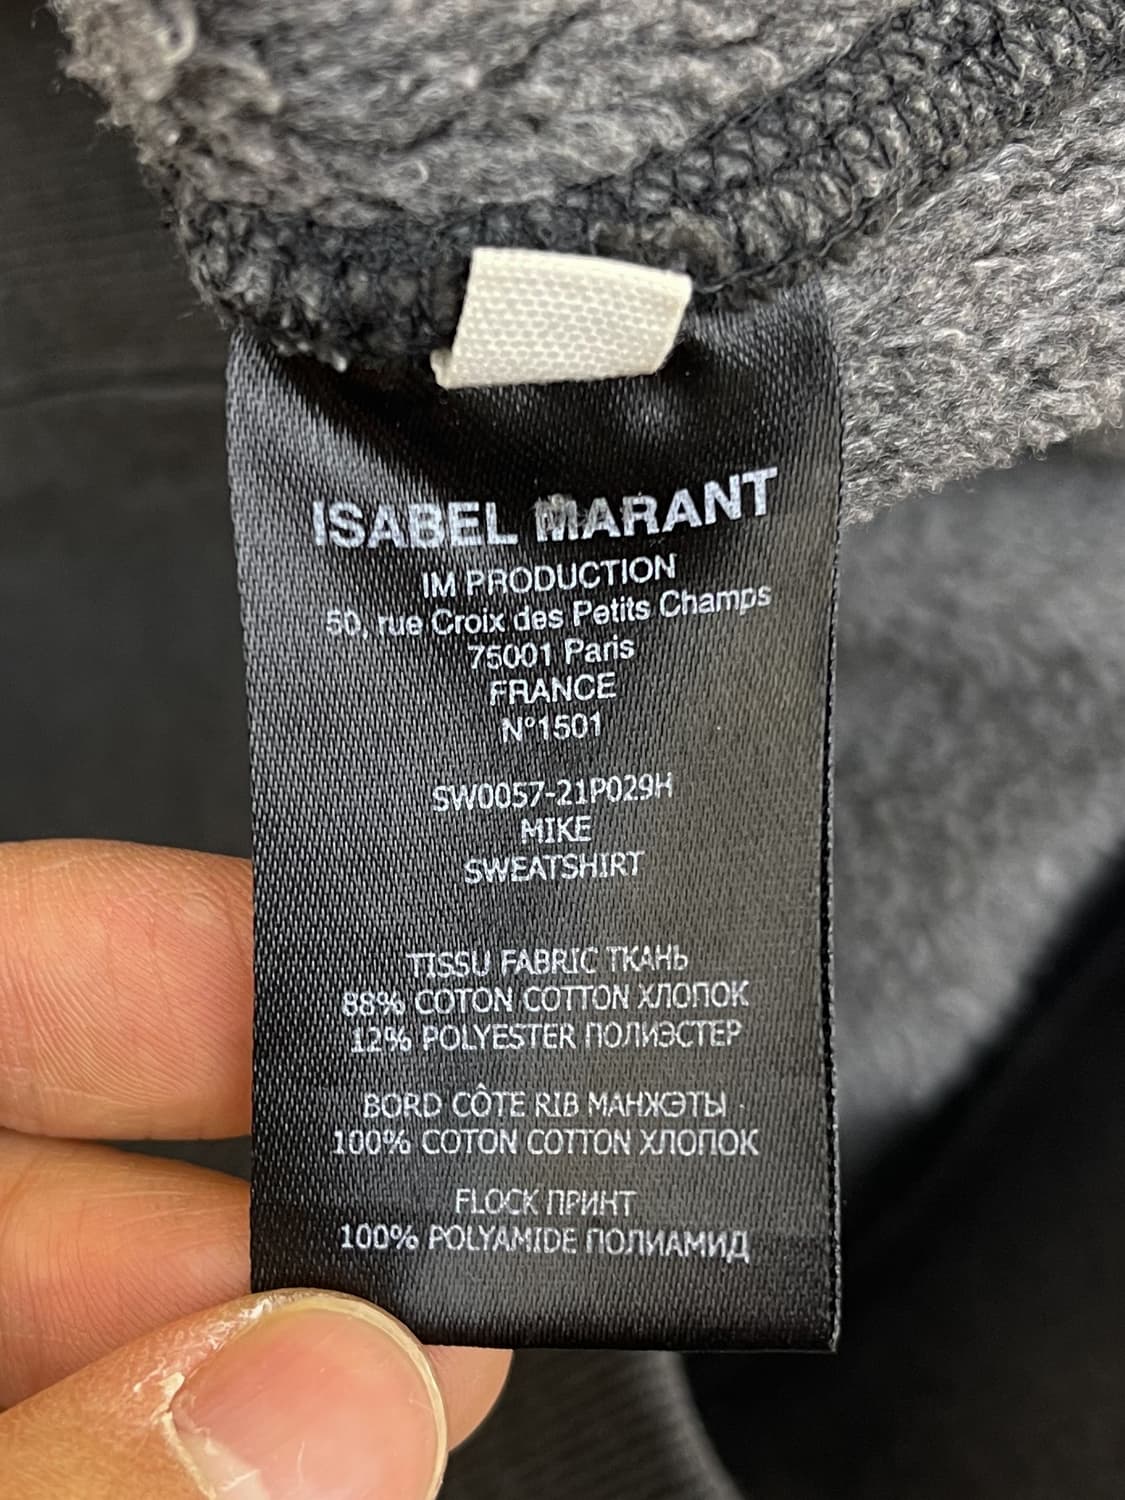 ISABEL MARANT
IM PRODUCTION
50, rue Croix des Petits Champs
75001 Paris
FRANCE
N°1501
SW0057-21P029H
MIKE
SWEATSHIRT
TISSU FABRIC ТКАНЬ
88% COTON COTTON ХЛОПОК
12% POLYESTER ПОЛИЭСТЕР
BORD CÔTE RIB МАНЖЭТЫ
100% COTON COTTON ХЛОПОК
FLOCK ПРИНТ
100% POLYAMIDE ПОЛИАМИД